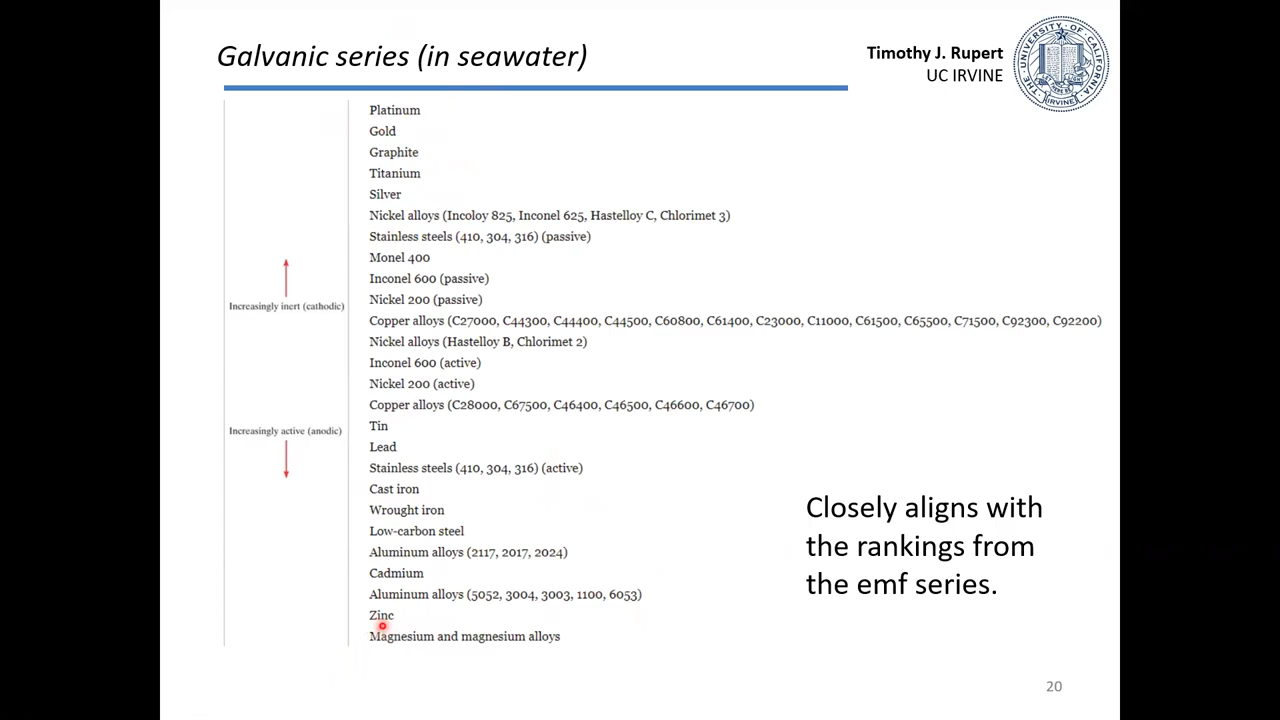 Galvanic series (in seawater)
Timothy J. Rupert
UC IRVINE
THE UNIVERSITY OF CALIFORNIA
IRVINE
Platinum
Gold
Graphite
Titanium
Silver
Nickel alloys (Incoloy 825, Inconel 625, Hastelloy C, Chlorimet 3)
Stainless steels (410, 304, 316) (passive)
Monel 400
Inconel 600 (passive)
Nickel 200 (passive)
Copper alloys (C27000, C44300, C44400, C44500, C60800, C61400, C23000, C11000, C61500, C65500, C71500, C92300, C92200)
Nickel alloys (Hastelloy B, Chlorimet 2)
Inconel 600 (active)
Nickel 200 (active)
Copper alloys (C28000, C67500, C46400, C46500, C46600, C46700)
Tin
Lead
Stainless steels (410, 304, 316) (active)
Cast iron
Wrought iron
Low-carbon steel
Aluminum alloys (2117, 2017, 2024)
Cadmium
Aluminum alloys (5052, 3004, 3003, 1100, 6053)
Zinc
Magnesium and magnesium alloys
Increasingly inert (cathodic)
Increasingly active (anodic)
Closely aligns with
the rankings from
the emf series.
20